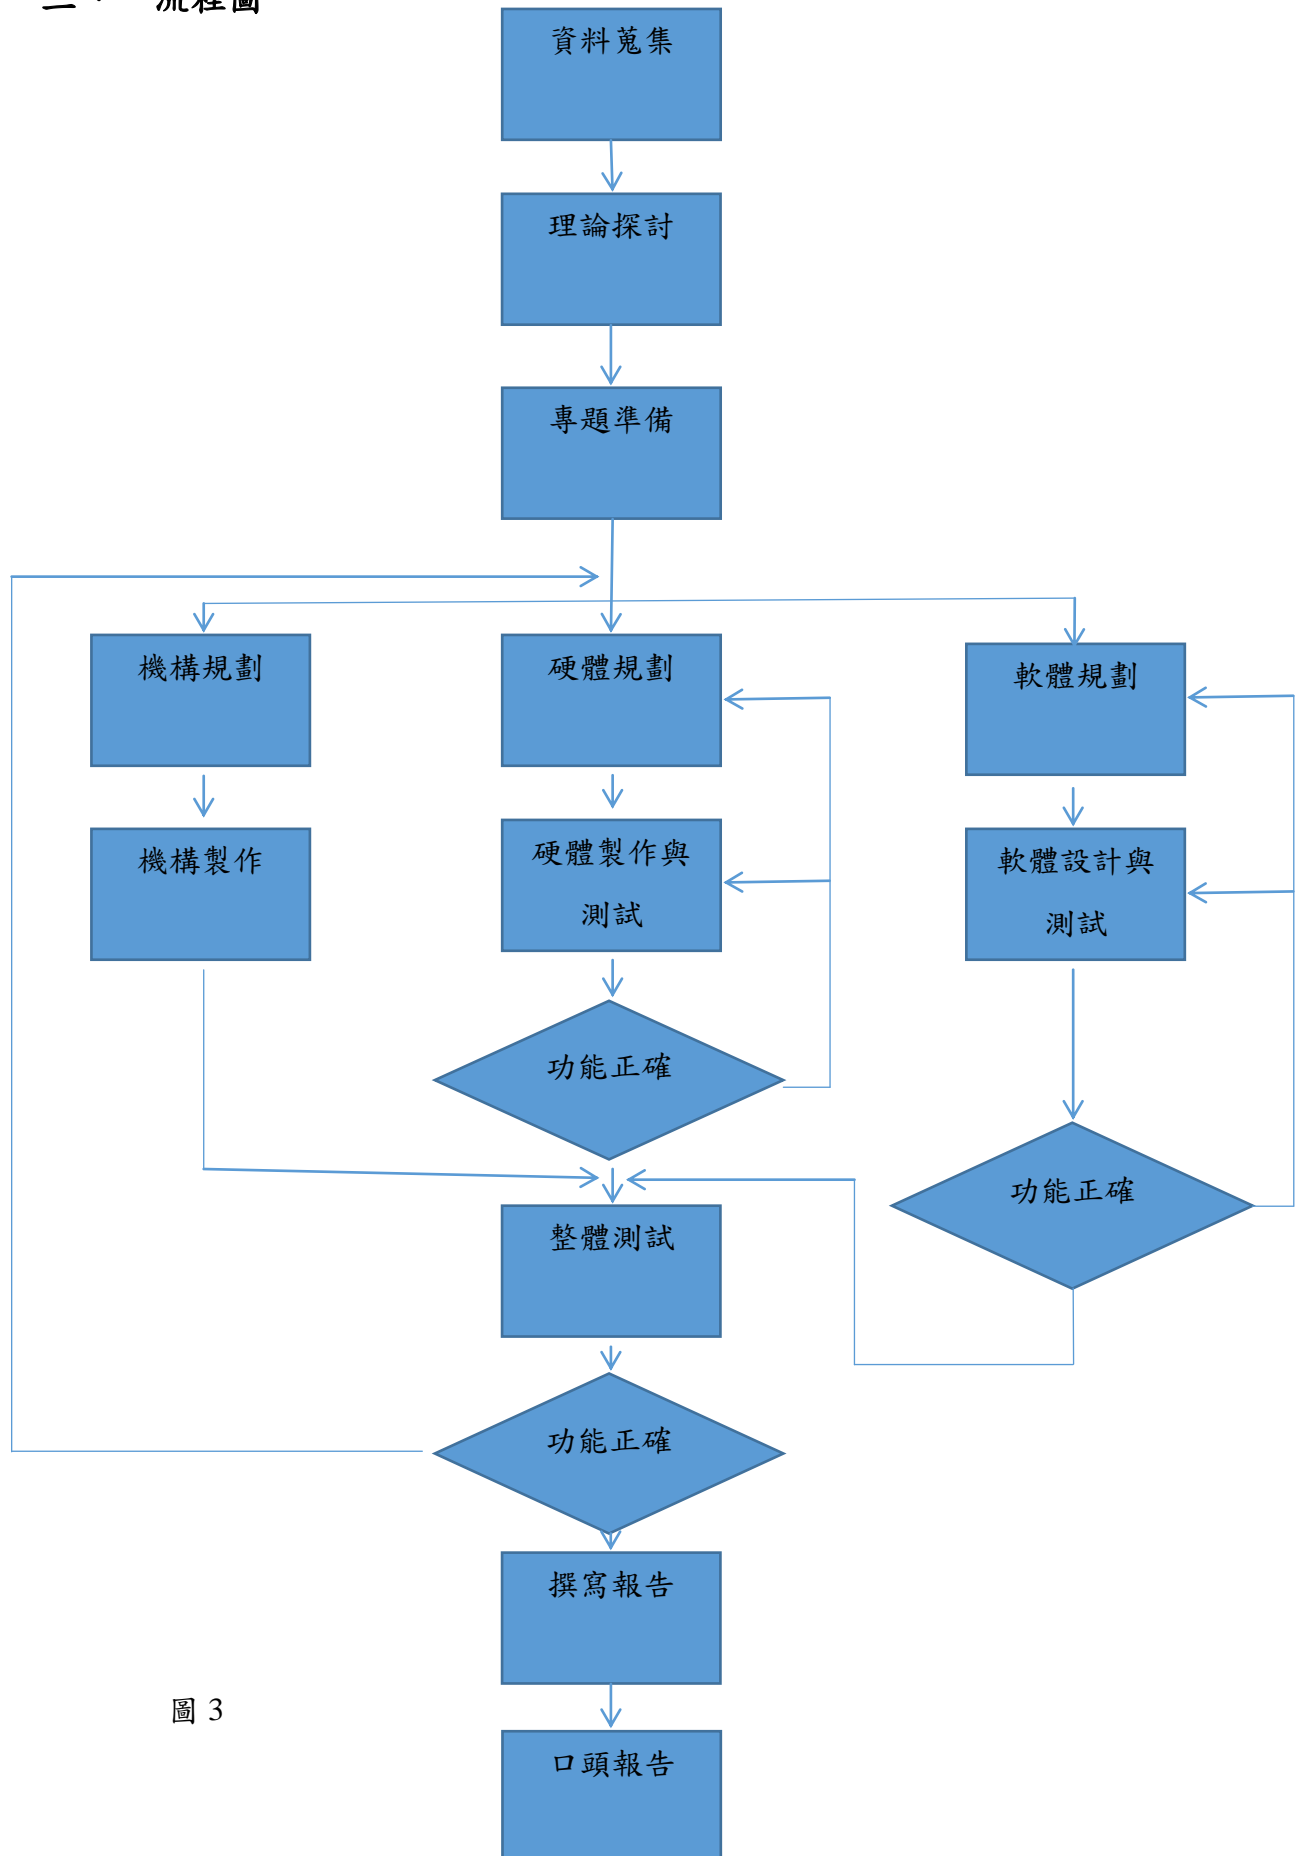 流程圖
資料蒐集
理論探討
專題準備
機構規劃
硬體規劃
軟體規劃
機構製作
硬體製作與
測試
軟體設計與
測試
功能正確
功能正確
整體測試
功能正確
撰寫報告
圖 3
口頭報告